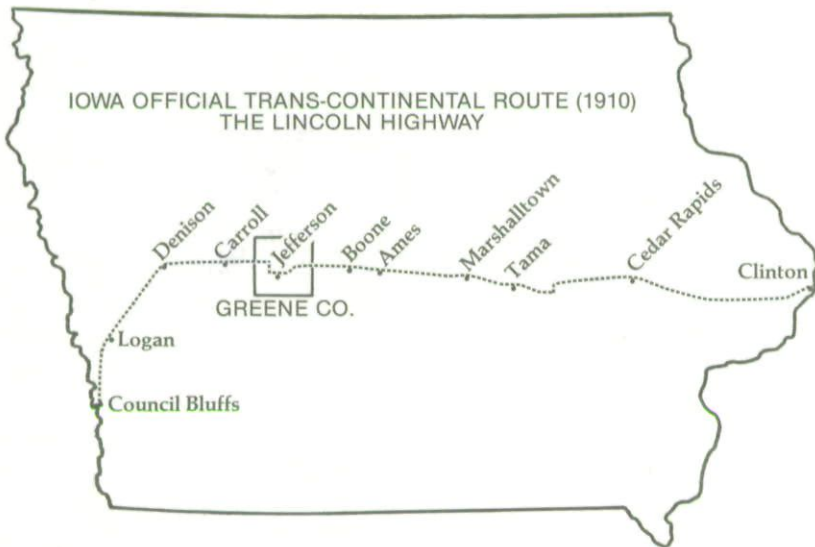 IOWA OFFICIAL TRANS-CONTINENTAL ROUTE (1910)
THE LINCOLN HIGHWAY
Denison
Carroll
Jefferson
Boone
Ames
Marshalltown
Tama
Cedar Rapids
Clinton
GREENE CO.
Logan
Council Bluffs